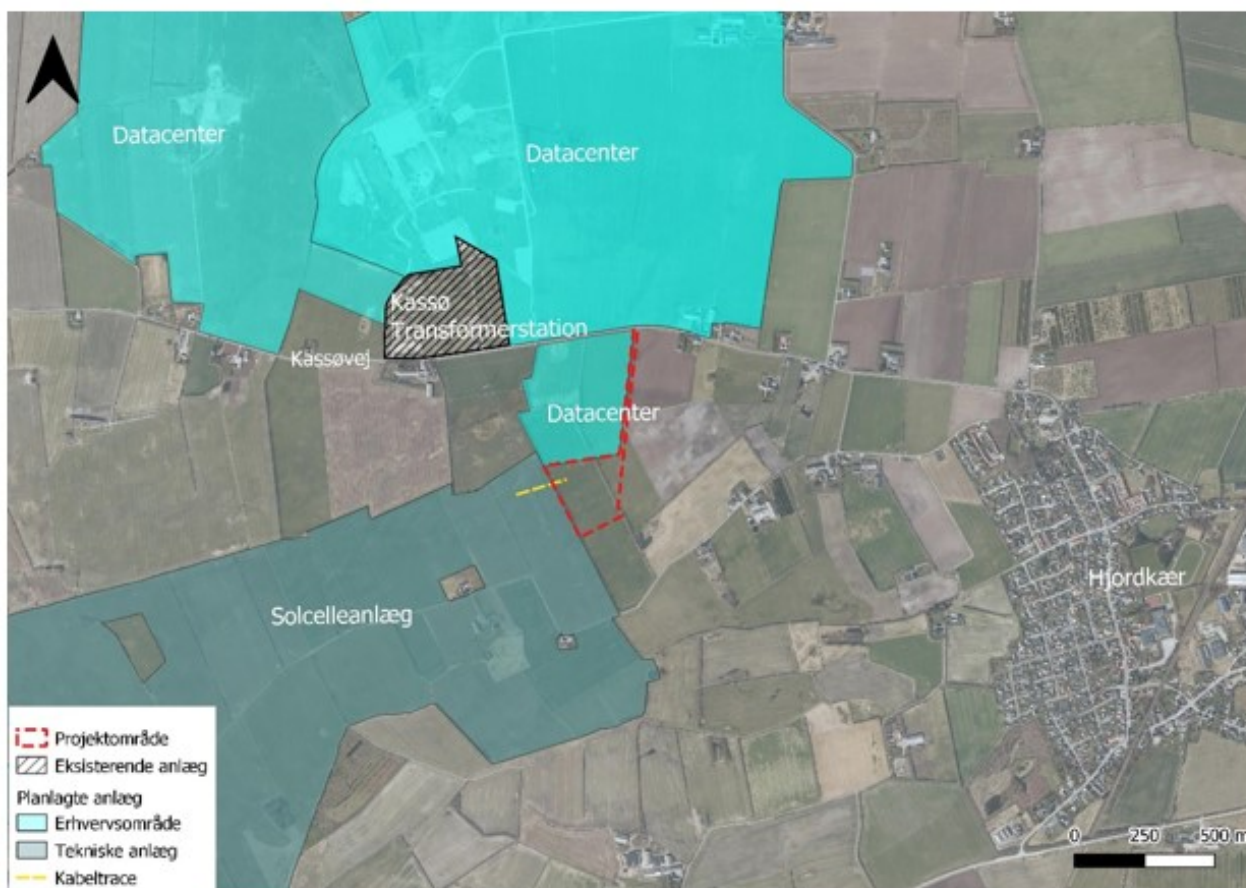 Datacenter
Datacenter
Kassø
Transformerstation
Kassøvej
Datacenter
Hjordkær
Solcelleanlæg
Projektområde
Eksisterende anlæg
Planlagte anlæg
Erhvervsområde
Tekniske anlæg
Kabeltrace
0 250 500 m